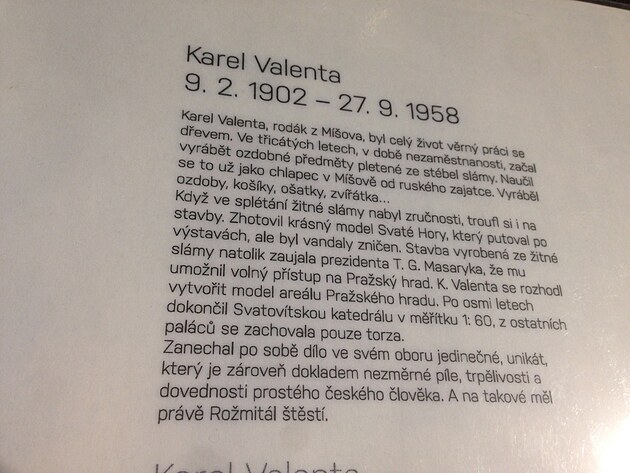 Karel Valenta
9. 2. 1902 – 27. 9. 1958
Karel Valenta, rodák z Míšova, byl celý život věrný práci se
dřevem. Ve třicátých letech, v době nezaměstnanosti, začal
vyrábět ozdobné předměty pletené ze stébel slámy. Naučil
se to už jako chlapec v Míšově od ruského zajatce. Vyráběl
ozdoby, košíky, ošatky, zvířátka...
Když ve splétání žitné slámy nabyl zručnosti, troufl si i na
stavby. Zhotovil krásný model Svaté Hory, který putoval po
výstavách, ale byl vandaly zničen. Stavba vyrobená ze žitné
slámy natolik zaujala prezidenta T. G. Masaryka, že mu
umožnil volný přístup na Pražský hrad. K. Valenta se rozhodl
vytvořit model areálu Pražského hradu. Po osmi letech
dokončil Svatovítskou katedrálu v měřítku 1: 60, z ostatních
paláců se zachovala pouze torza.
Zanechal po sobě dílo ve svém oboru jedinečné, unikát,
který je zároveň dokladem nezměrné píle, trpělivosti a
dovednosti prostého českého člověka. A na takové měl
právě Rožmitál štěstí.
Karel Valenta